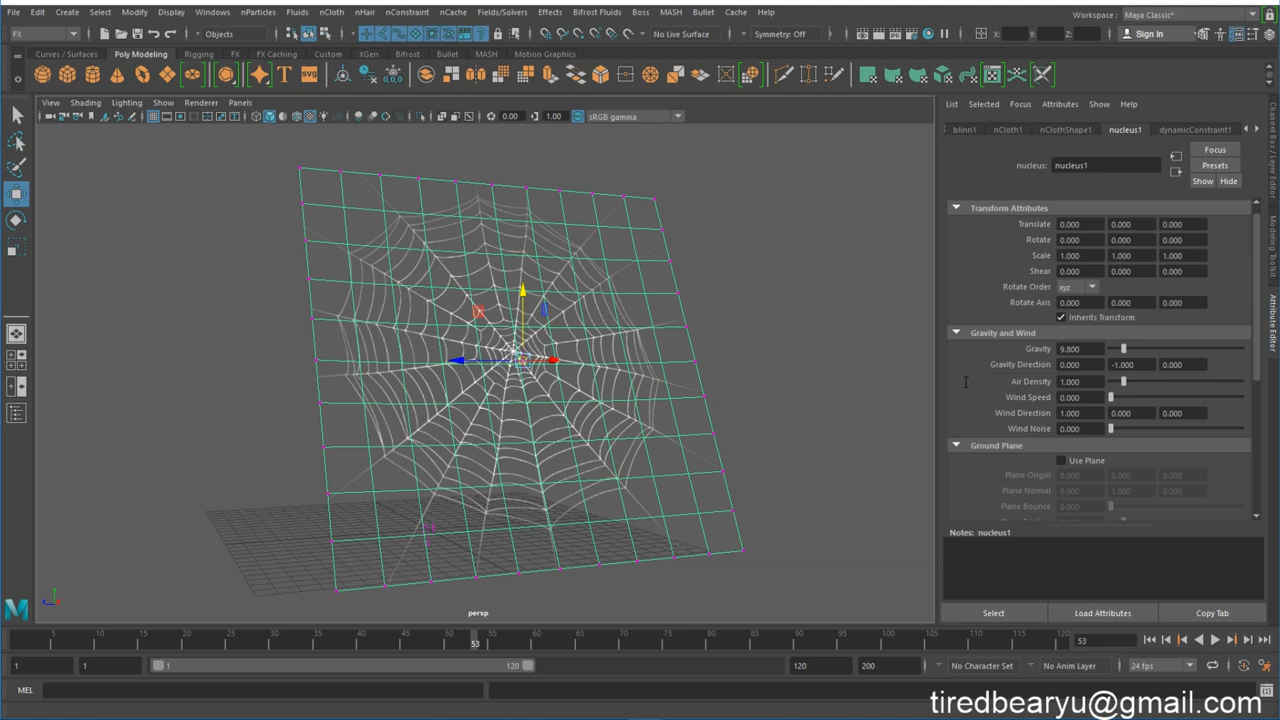 File Edit Create Select Modify Display Windows nParticles Fluids nCloth nHair nConstraint nCache Fields/Solvers Effects Bifrost Fluids Boss MASH Bullet Cache Help
Workspace : Maya Classic*
FX Objects No Live Surface Symmetry: Off X: Y: Z: Sign In
Curves / Surfaces Poly Modeling Rigging FX FX Caching Custom XGen Bifrost Bullet MASH Motion Graphics
SVG
View Shading Lighting Show Renderer Panels
0.00 1.00 sRGB gamma
List Selected Focus Attributes Show Help
blinn1 nCloth1 nClothShape1 nucleus1 dynamicConstraint1
Focus
nucleus: nucleus1 Presets
Show Hide
Transform Attributes
Translate 0.000 0.000 0.000
Rotate 0.000 0.000 0.000
Scale 1.000 1.000 1.000
Shear 0.000 0.000 0.000
Rotate Order xyz
Rotate Axis 0.000 0.000 0.000
Inherits Transform
Gravity and Wind
Gravity 9.800
Gravity Direction 0.000 -1.000 0.000
Air Density 1.000
Wind Speed 0.000
Wind Direction 1.000 0.000 0.000
Wind Noise 0.000
Ground Plane
Use Plane
Plane Origin 0.000 0.000 0.000
Plane Normal 0.000 1.000 0.000
Plane Bounce 0.000
Notes: nucleus1
Select Load Attributes Copy Tab
Channel Box / Layer Editor
Modeling Toolkit
Attribute Editor
persp
5 10 15 20 25 30 35 40 45 50 53 55 60 65 70 75 80 85 90 95 100 105 110 115 120 53
1 1 1 120 120 200 No Character Set No Anim Layer 24 fps
MEL
tiredbearyu@gmail.com